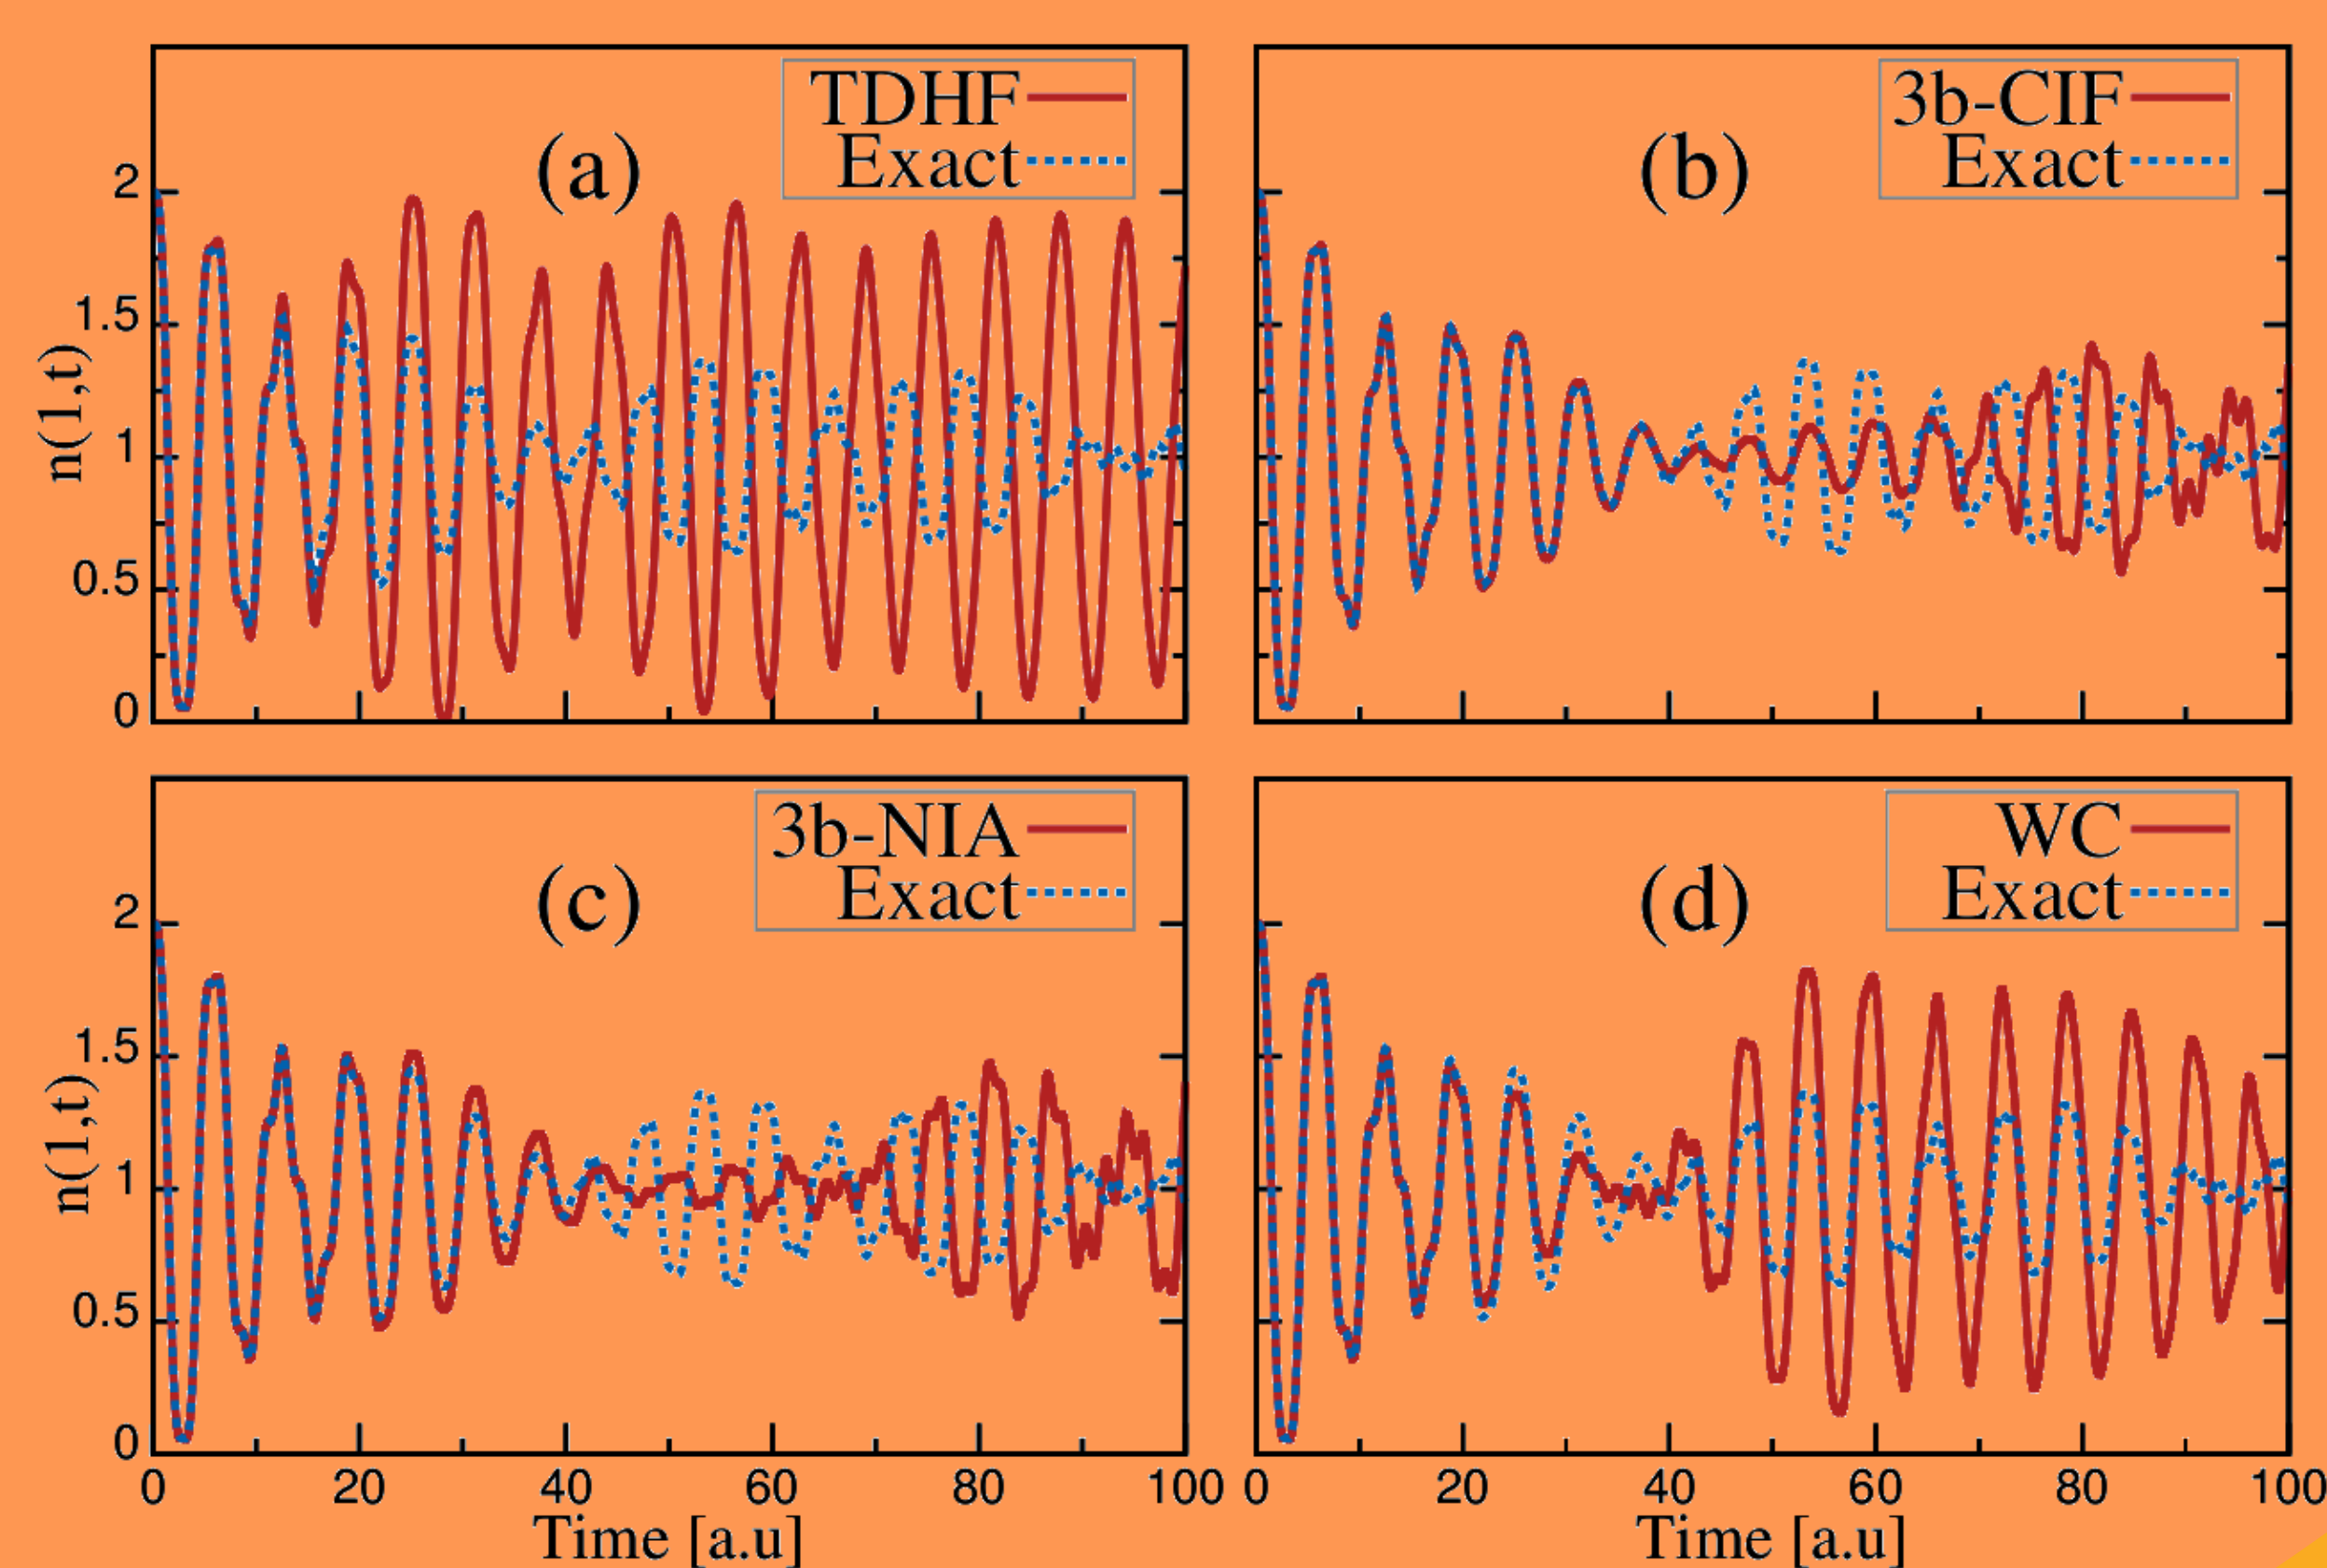 TDHF
Exact
(a)
3b-CIF
Exact
(b)
2
1.5
1
0.5
0
n(1,t)
3b-NIA
Exact
(c)
WC
Exact
(d)
2
1.5
1
0.5
0
n(1,t)
0 20 40 60 80 100
0 20 40 60 80 100
Time [a.u]
Time [a.u]